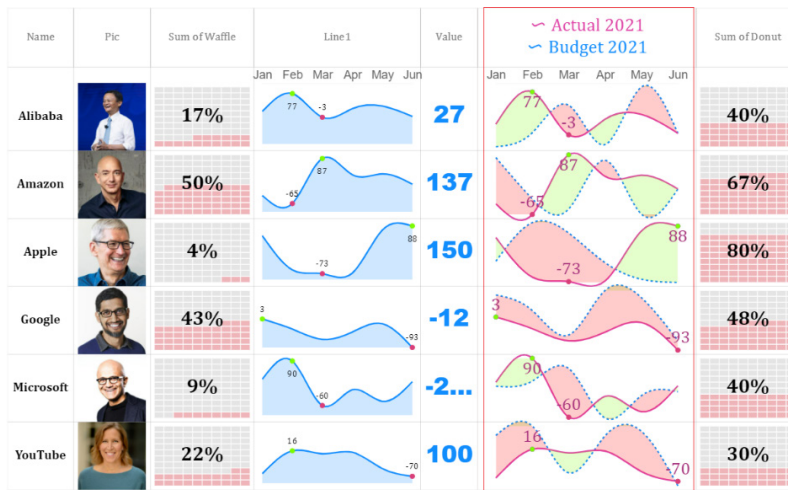 Name Pic Sum of Waffle Line1 Value Actual 2021 Sum of Donut
Budget 2021
Jan Feb Mar Apr May Jun Jan Feb Mar Apr May Jun
Alibaba 17% 77 -3 27 77 -3 40%
Amazon 50% -65 87 137 -65 87 67%
Apple 4% -73 88 150 -73 88 80%
Google 43% 3 -93 -12 3 -93 48%
Microsoft 9% 90 -60 -2... 90 -60 40%
YouTube 22% 16 -70 100 16 -70 30%